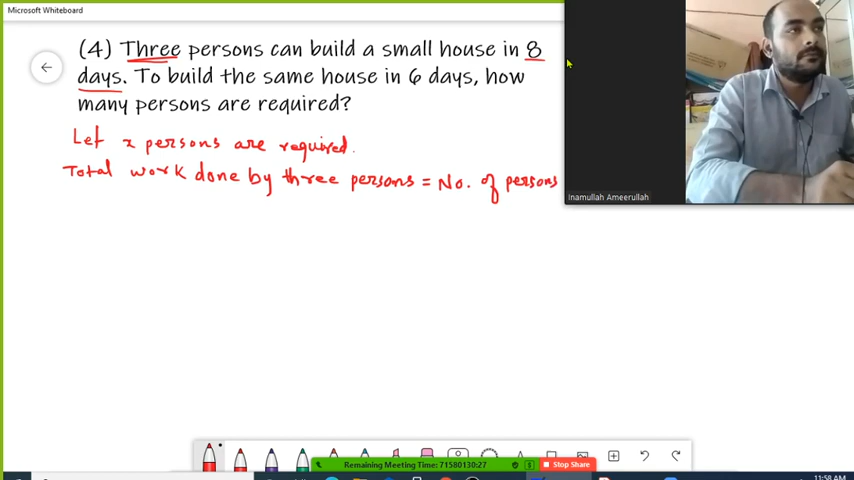 Microsoft Whiteboard
(4) Three persons can build a small house in 8
days. To build the same house in 6 days, how
many persons are required?
Let x persons are required.
Total work done by three persons = No. of persons
Inamullah Ameerullah
Remaining Meeting Time: 71580130:27
Stop Share
11:58 AM